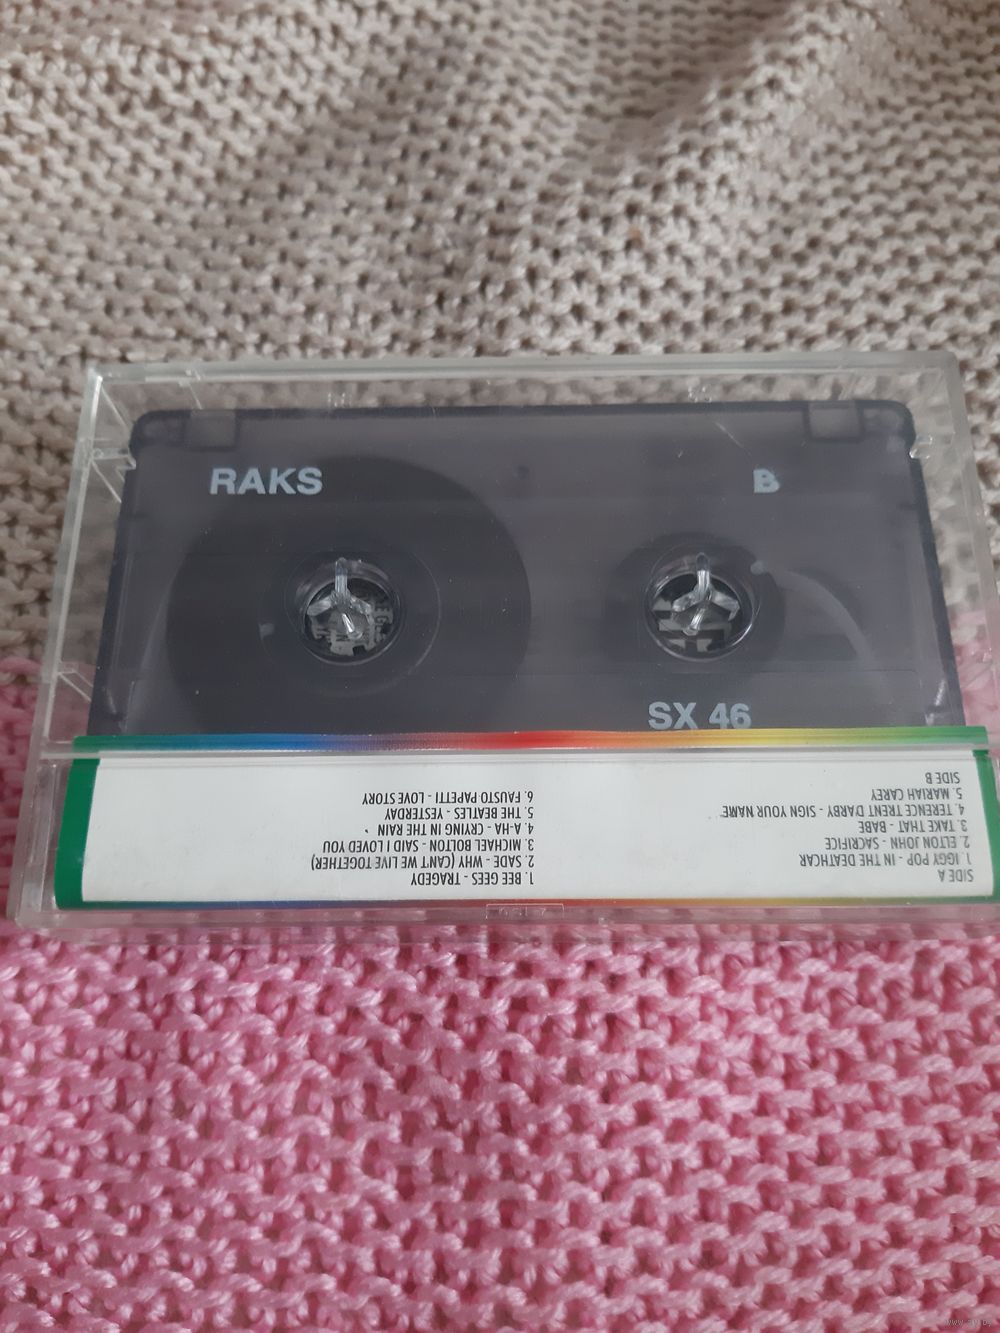 RAKS
B
SX 46
SIDE A
1. IGGY POP - IN THE DEATHCAR
2. ELTON JOHN - SACRIFICE
3. TAKE THAT - BABE
4. TERENCE TRENT D'ARBY - SIGN YOUR NAME
5. MARIAH CAREY
SIDE B
1. BEE GEES - TRAGEDY
2. SADE - WHY (CAN'T WE LIVE TOGETHER)
3. MICHAEL BOLTON - SAID I LOVED YOU
4. A-HA - CRYING IN THE RAIN
5. THE BEATLES - YESTERDAY
6. FAUSTO PAPETTI - LOVE STORY